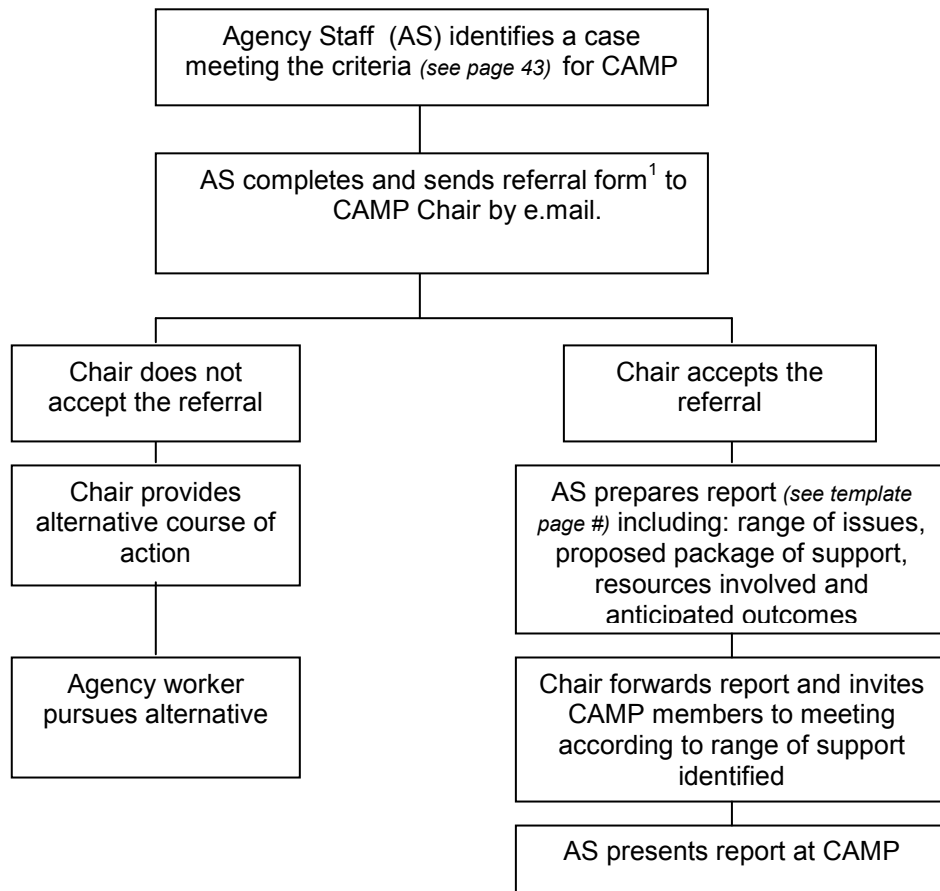 Agency Staff (AS) identifies a case
meeting the criteria (see page 43) for CAMP
AS completes and sends referral form1 to
CAMP Chair by e.mail.
Chair does not
accept the referral
Chair provides
alternative course of
action
Agency worker
pursues alternative
Chair accepts the
referral
AS prepares report (see template
page #) including: range of issues,
proposed package of support,
resources involved and
anticipated outcomes
Chair forwards report and invites
CAMP members to meeting
according to range of support
identified
AS presents report at CAMP